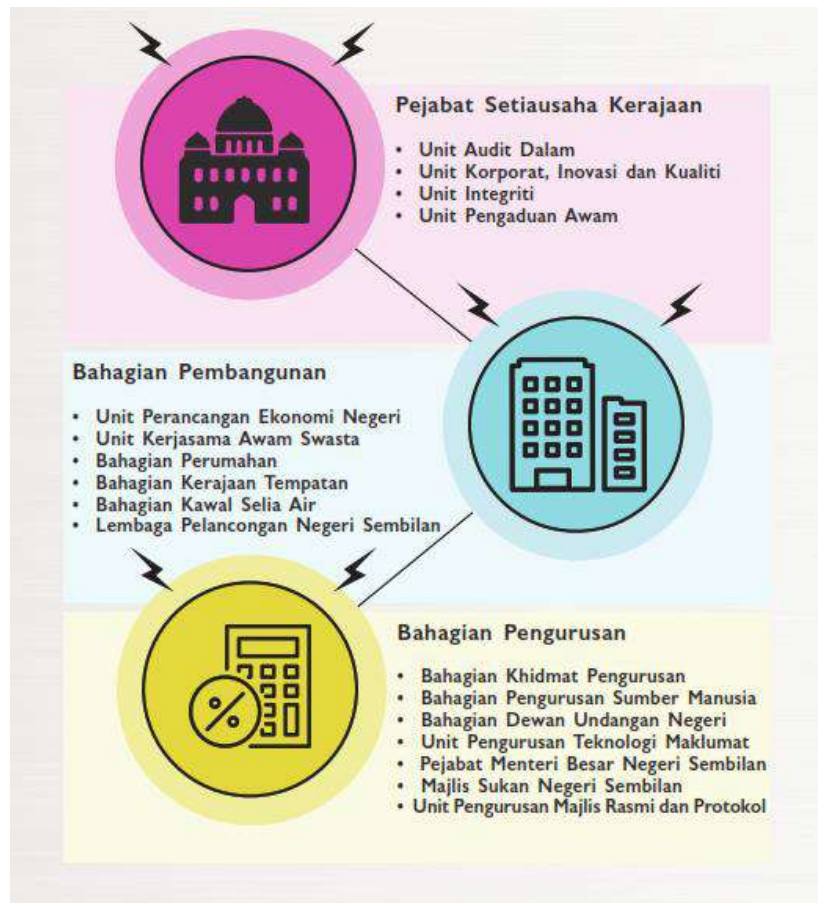 Pejabat Setiausaha Kerajaan
• Unit Audit Dalam
• Unit Korporat, Inovasi dan Kualiti
• Unit Integriti
• Unit Pengaduan Awam
Bahagian Pembangunan
• Unit Perancangan Ekonomi Negeri
• Unit Kerjasama Awam Swasta
• Bahagian Perumahan
• Bahagian Kerajaan Tempatan
• Bahagian Kawal Selia Air
• Lembaga Pelancongan Negeri Sembilan
Bahagian Pengurusan
• Bahagian Khidmat Pengurusan
• Bahagian Pengurusan Sumber Manusia
• Bahagian Dewan Undangan Negeri
• Unit Pengurusan Teknologi Maklumat
• Pejabat Menteri Besar Negeri Sembilan
• Majlis Sukan Negeri Sembilan
• Unit Pengurusan Majlis Rasmi dan Protokol